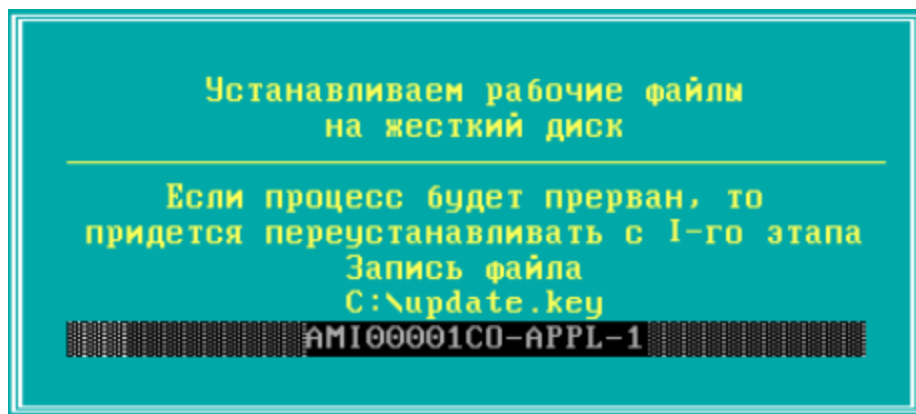 Устанавливаем рабочие файлы
на жесткий диск
Если процесс будет прерван, то
придется переустанавливать с I-го этапа
Запись файла
C:\update.key
AMI00001CO-APPL-1